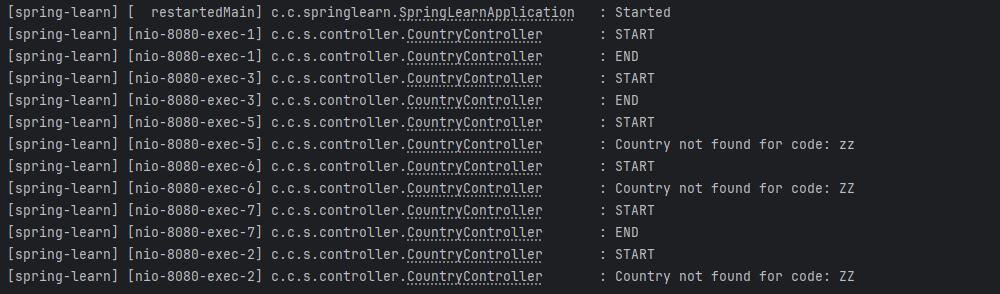 [spring-learn] [  restartedMain] c.c.springlearn.SpringLearnApplication   : Started
[spring-learn] [nio-8080-exec-1] c.c.s.controller.CountryController       : START
[spring-learn] [nio-8080-exec-1] c.c.s.controller.CountryController       : END
[spring-learn] [nio-8080-exec-3] c.c.s.controller.CountryController       : START
[spring-learn] [nio-8080-exec-3] c.c.s.controller.CountryController       : END
[spring-learn] [nio-8080-exec-5] c.c.s.controller.CountryController       : START
[spring-learn] [nio-8080-exec-5] c.c.s.controller.CountryController       : Country not found for code: zz
[spring-learn] [nio-8080-exec-6] c.c.s.controller.CountryController       : START
[spring-learn] [nio-8080-exec-6] c.c.s.controller.CountryController       : Country not found for code: ZZ
[spring-learn] [nio-8080-exec-7] c.c.s.controller.CountryController       : START
[spring-learn] [nio-8080-exec-7] c.c.s.controller.CountryController       : END
[spring-learn] [nio-8080-exec-2] c.c.s.controller.CountryController       : START
[spring-learn] [nio-8080-exec-2] c.c.s.controller.CountryController       : Country not found for code: ZZ